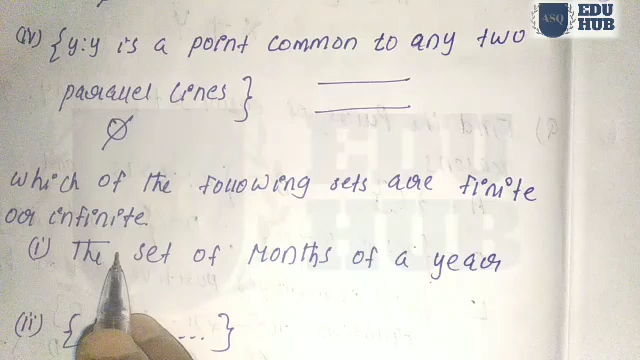 ASQ EDU HUB
(iv) {y:y is a point common to any two
parallel lines}
∅
which of the following sets are finite
or infinite.
(i) The set of Months of a year
(ii) { ... }